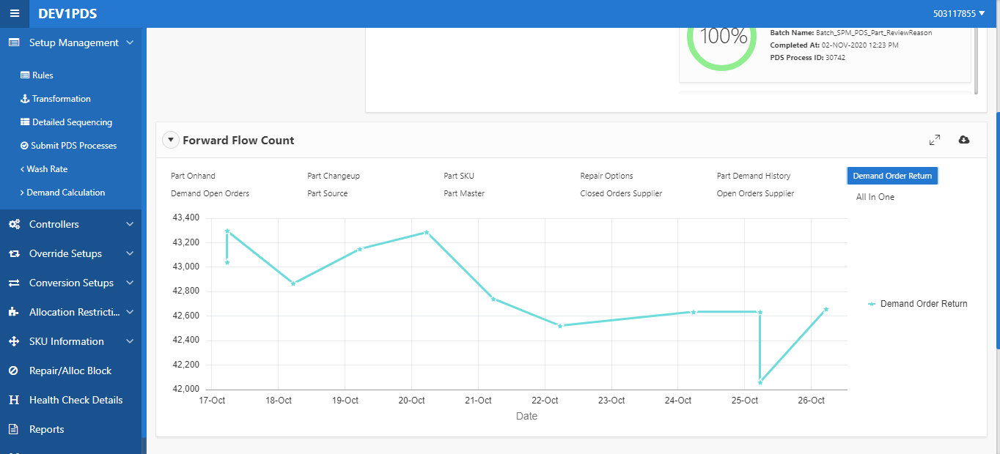 DEV1PDS
503117855
Setup Management
Rules
Transformation
Detailed Sequencing
Submit PDS Processes
Wash Rate
Demand Calculation
Controllers
Override Setups
Conversion Setups
Allocation Restricti...
SKU Information
Repair/Alloc Block
Health Check Details
Reports
100%
Batch Name: Batch_SPM_PDS_Part_ReviewReason
Completed At: 02-NOV-2020 12:23 PM
PDS Process ID: 30742
Forward Flow Count
Part Onhand Part Changeup Part SKU Repair Options Part Demand History Demand Order Return
Demand Open Orders Part Source Part Master Closed Orders Supplier Open Orders Supplier All In One
43,400
43,200
43,000
42,800
42,600
42,400
42,200
42,000
17-Oct 18-Oct 19-Oct 20-Oct 21-Oct 22-Oct 23-Oct 24-Oct 25-Oct 26-Oct
Date
Demand Order Return